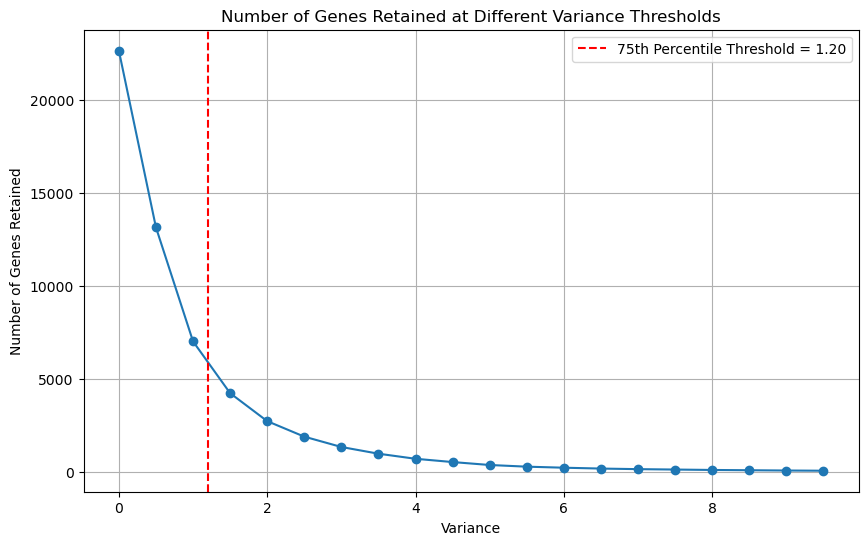 Number of Genes Retained at Different Variance Thresholds
75th Percentile Threshold = 1.20
Number of Genes Retained
20000
15000
10000
5000
0
0 2 4 6 8
Variance